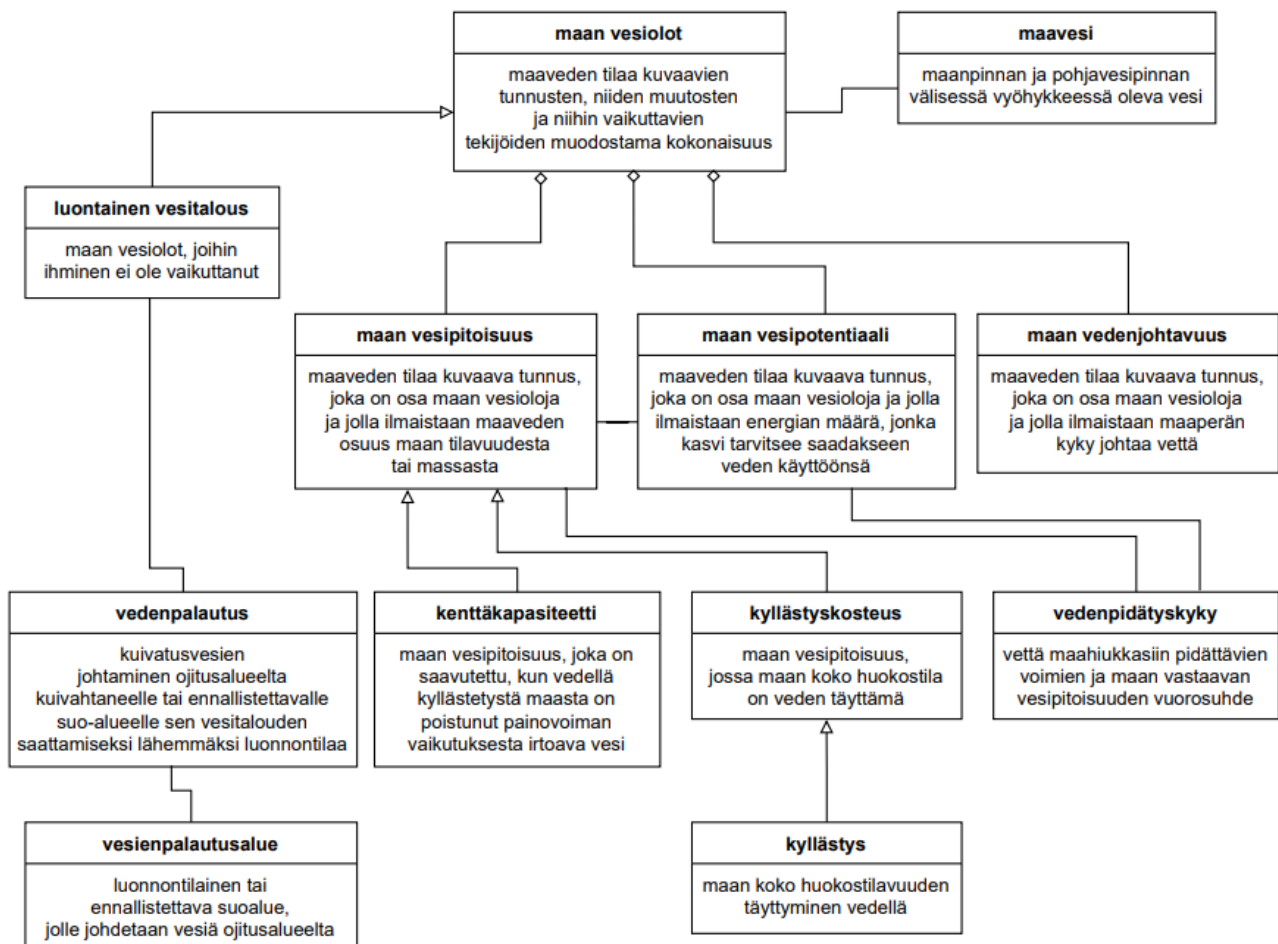 maan vesiolot
maaveden tilaa kuvaavien
tunnusten, niiden muutosten
ja niihin vaikuttavien
tekijöiden muodostama kokonaisuus
maavesi
maanpinnan ja pohjavesipinnan
välisessä vyöhykkeessä oleva vesi
luontainen vesitalous
maan vesiolot, joihin
ihminen ei ole vaikuttanut
maan vesipitoisuus
maaveden tilaa kuvaava tunnus,
joka on osa maan vesioloja
ja jolla ilmaistaan maaveden
osuus maan tilavuudesta
tai massasta
maan vesipotentiaali
maaveden tilaa kuvaava tunnus,
joka on osa maan vesioloja ja jolla
ilmaistaan energian määrä, jonka
kasvi tarvitsee saadakseen
veden käyttöönsä
maan vedenjohtavuus
maaveden tilaa kuvaava tunnus,
joka on osa maan vesioloja
ja jolla ilmaistaan maaperän
kyky johtaa vettä
vedenpalautus
kuivatusvesien
johtaminen ojitusalueelta
kuivahtaneelle tai ennallistettavalle
suo-alueelle sen vesitalouden
saattamiseksi lähemmäksi luonnontilaa
kenttäkapasiteetti
maan vesipitoisuus, joka on
saavutettu, kun vedellä
kyllästetystä maasta on
poistunut painovoiman
vaikutuksesta irtoava vesi
kyllästyskosteus
maan vesipitoisuus,
jossa maan koko huokostila
on veden täyttämä
vedenpidätyskyky
vettä maahiukkasiin pidättävien
voimien ja maan vastaavan
vesipitoisuuden vuorosuhde
vesienpalautusalue
luonnontilainen tai
ennallistettava suoalue,
jolle johdetaan vesiä ojitusalueelta
kyllästys
maan koko huokostilavuuden
täyttyminen vedellä